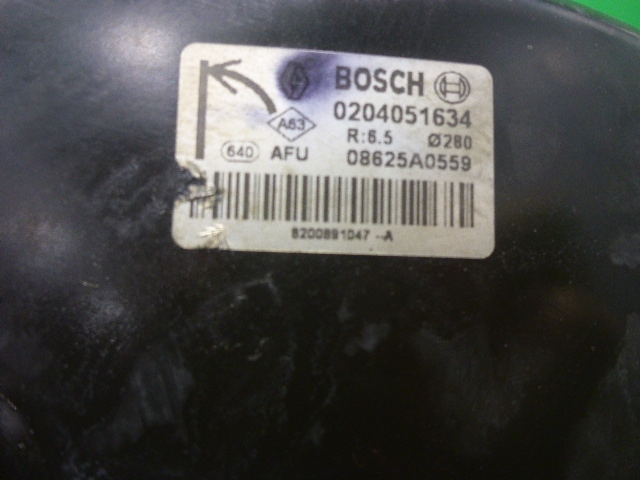 BOSCH
0204051634
A63
R:6.5 Ø280
640 AFU 08625A0559
8200891047--A